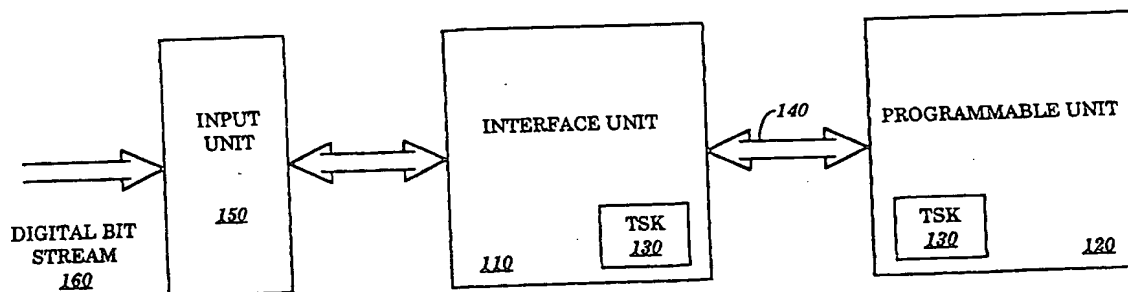 INPUT
UNIT
150
DIGITAL BIT
STREAM
160
INTERFACE UNIT
TSK
130
110
140
PROGRAMMABLE UNIT
TSK
130
120